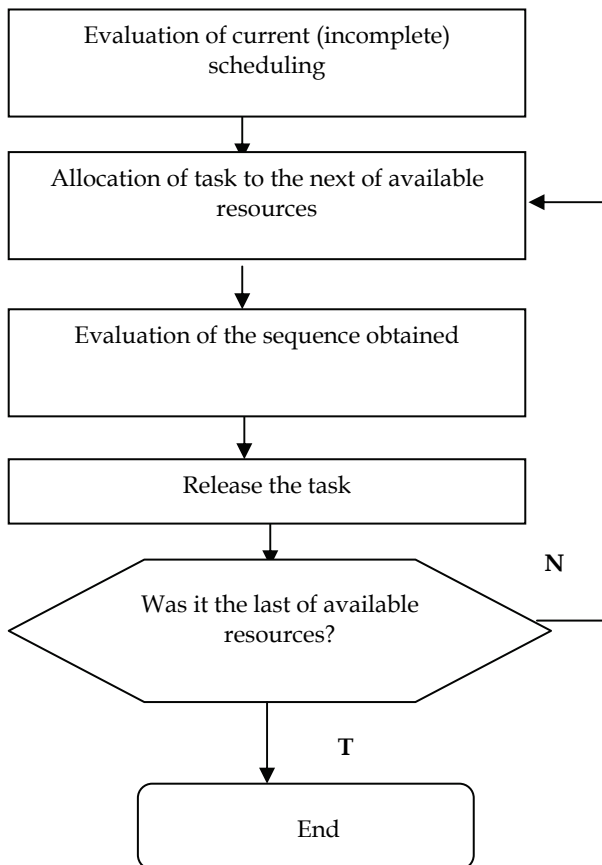 Evaluation of current (incomplete)
scheduling
Allocation of task to the next of available
resources
Evaluation of the sequence obtained
Release the task
N
Was it the last of available
resources?
T
End